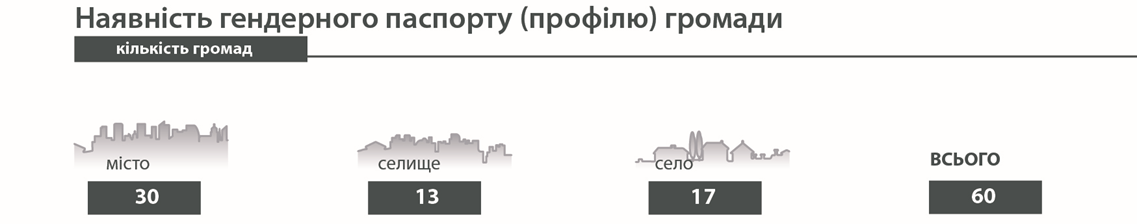 Наявність гендерного паспорту (профілю) громади
кількість громад
місто
селище
село
ВСЬОГО
30
13
17
60